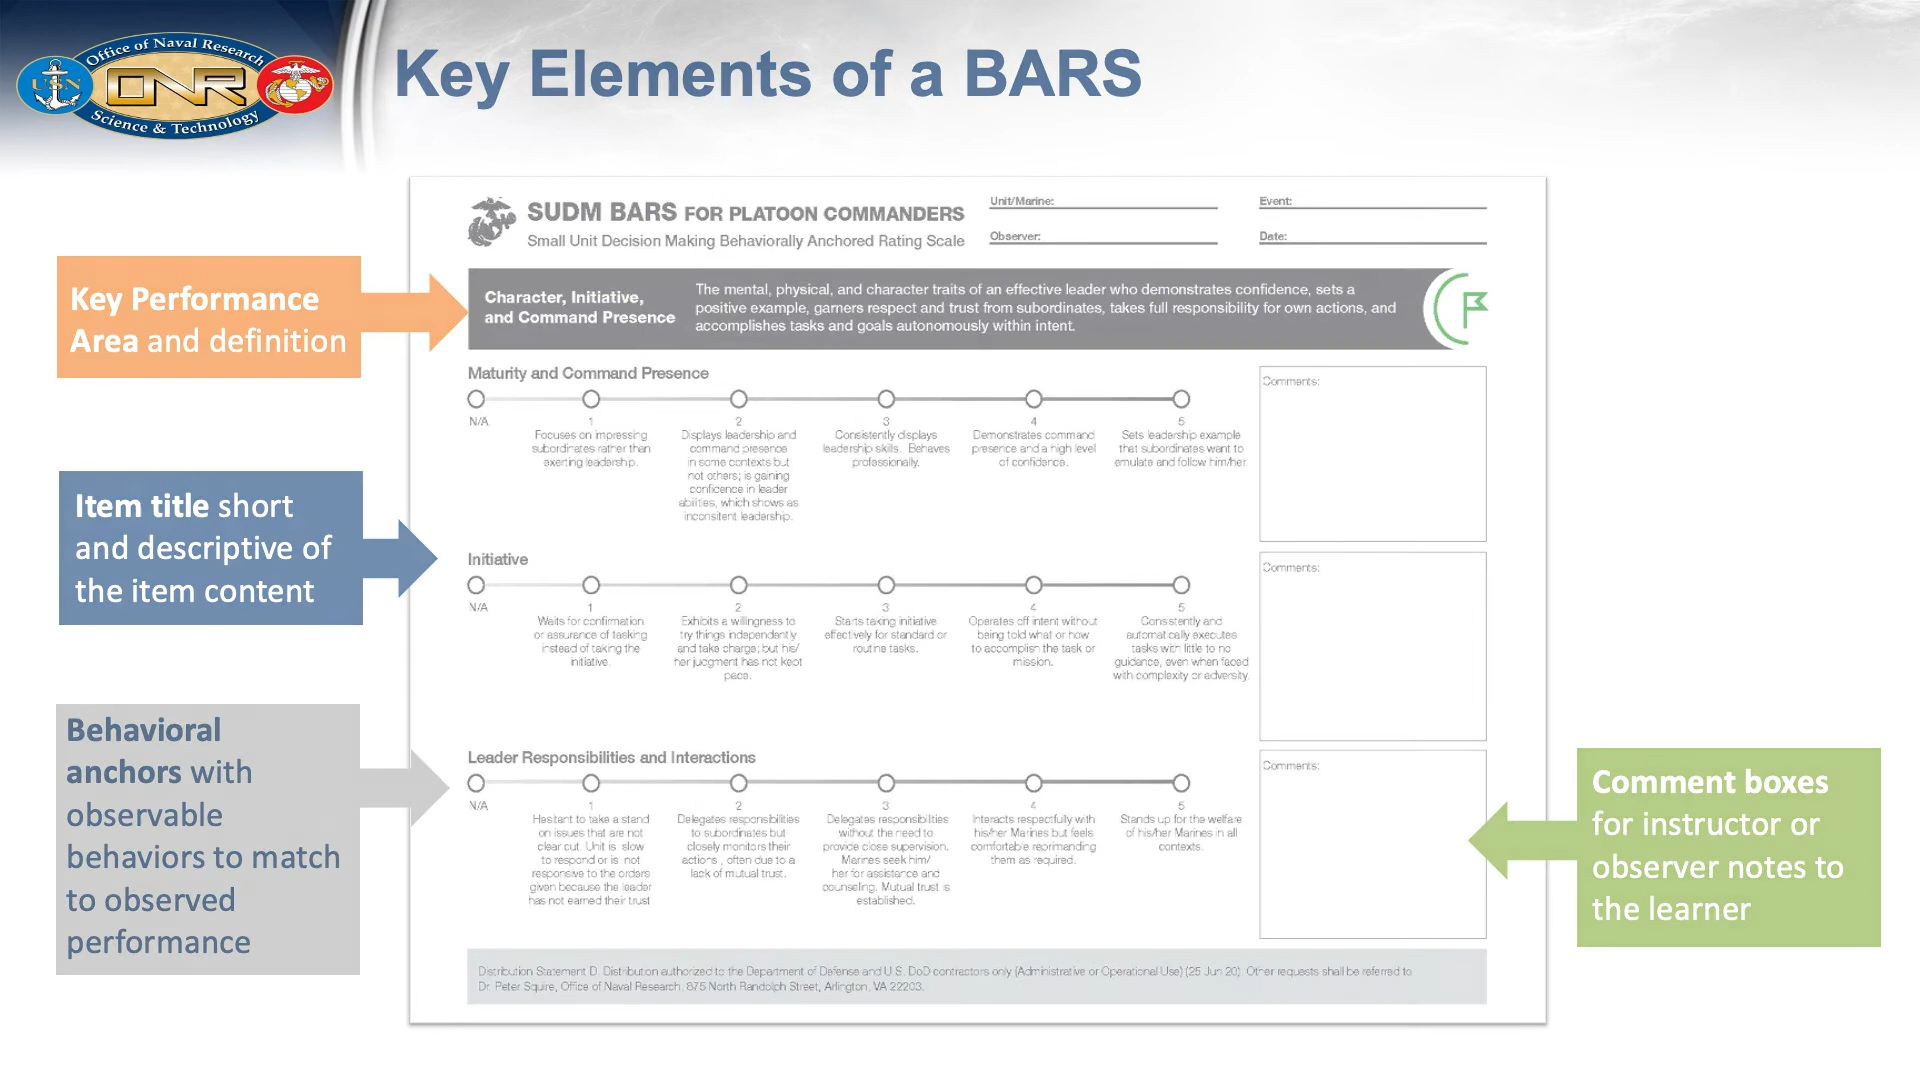 Office of Naval Research
USN
ONR
Science & Technology
Key Elements of a BARS
SUDM BARS FOR PLATOON COMMANDERS
Small Unit Decision Making Behaviorally Anchored Rating Scale
Unit/Marine:
Event:
Observer:
Date:
Key Performance
Area and definition
Character, Initiative,
and Command Presence
The mental, physical, and character traits of an effective leader who demonstrates confidence, sets a
positive example, garners respect and trust from subordinates, takes full responsibility for own actions, and
accomplishes tasks and goals autonomously within intent.
Maturity and Command Presence
N/A
1
Focuses on impressing
subordinates rather than
exerting leadership.
2
Displays leadership and
command presence
in some contexts but
not others; is gaining
confidence in leader
abilities, which shows as
inconsitent leadership.
3
Consistently displays
leadership skills. Behaves
professionally.
4
Demonstrates command
presence and a high level
of confidence.
5
Sets leadership example
that subordinates want to
emulate and follow him/her
Comments:
Item title short
and descriptive of
the item content
Initiative
N/A
1
Waits for confirmation
or assurance of tasking
instead of taking the
initiative.
2
Exhibits a willingness to
try things independently
and take charge; but his/
her judgment has not kept
pace.
3
Starts taking initiative
effectively for standard or
routine tasks.
4
Operates off intent without
being told what or how
to accomplish the task or
mission.
5
Consistently and
automatically executes
tasks with little to no
guidance, even when faced
with complexity or adversity.
Comments:
Behavioral
anchors with
observable
behaviors to match
to observed
performance
Leader Responsibilities and Interactions
N/A
1
Hesitant to take a stand
on issues that are not
clear cut. Unit is slow
to respond or is not
responsive to the orders
given because the leader
has not earned their trust
2
Delegates responsibilities
to subordinates but
closely monitors their
actions , often due to a
lack of mutual trust.
3
Delegates responsibilities
without the need to
provide close supervision.
Marines seek him/
her for assistance and
counseling. Mutual trust is
established.
4
Interacts respectfully with
his/her Marines but feels
comfortable reprimanding
them as required.
5
Stands up for the welfare
of his/her Marines in all
contexts.
Comments:
Comment boxes
for instructor or
observer notes to
the learner
Distribution Statement D. Distribution authorized to the Department of Defense and U.S. DoD contractors only (Administrative or Operational Use) (25 Jun 20). Other requests shall be referred to
Dr. Peter Squire, Office of Naval Research, 875 North Randolph Street, Arlington, VA 22203.